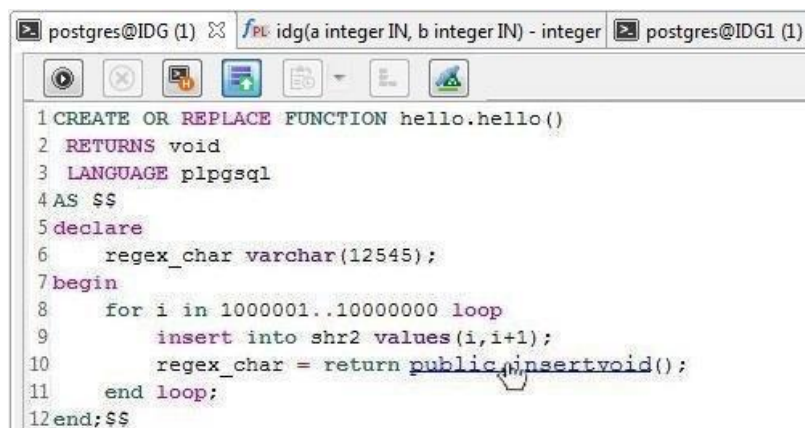 postgres@IDG (1) idg(a integer IN, b integer IN) - integer postgres@IDG1 (1)
1 CREATE OR REPLACE FUNCTION hello.hello()
2 RETURNS void
3 LANGUAGE plpgsql
4 AS $$
5 declare
6 regex_char varchar(12545);
7 begin
8 for i in 1000001..10000000 loop
9 insert into shr2 values(i,i+1);
10 regex_char = return public.insertvoid();
11 end loop;
12 end;$$